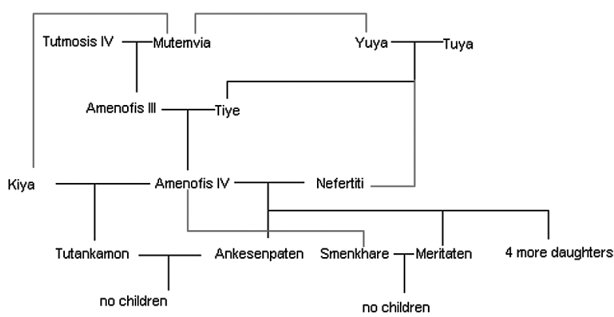 Tutmosis IV Mutemvia Yuya Tuya
Amenofis III Tiye
Kiya Amenofis IV Nefertiti
Tutankamon Ankesenpaten Smenkhare Meritaten 4 more daughters
no children no children